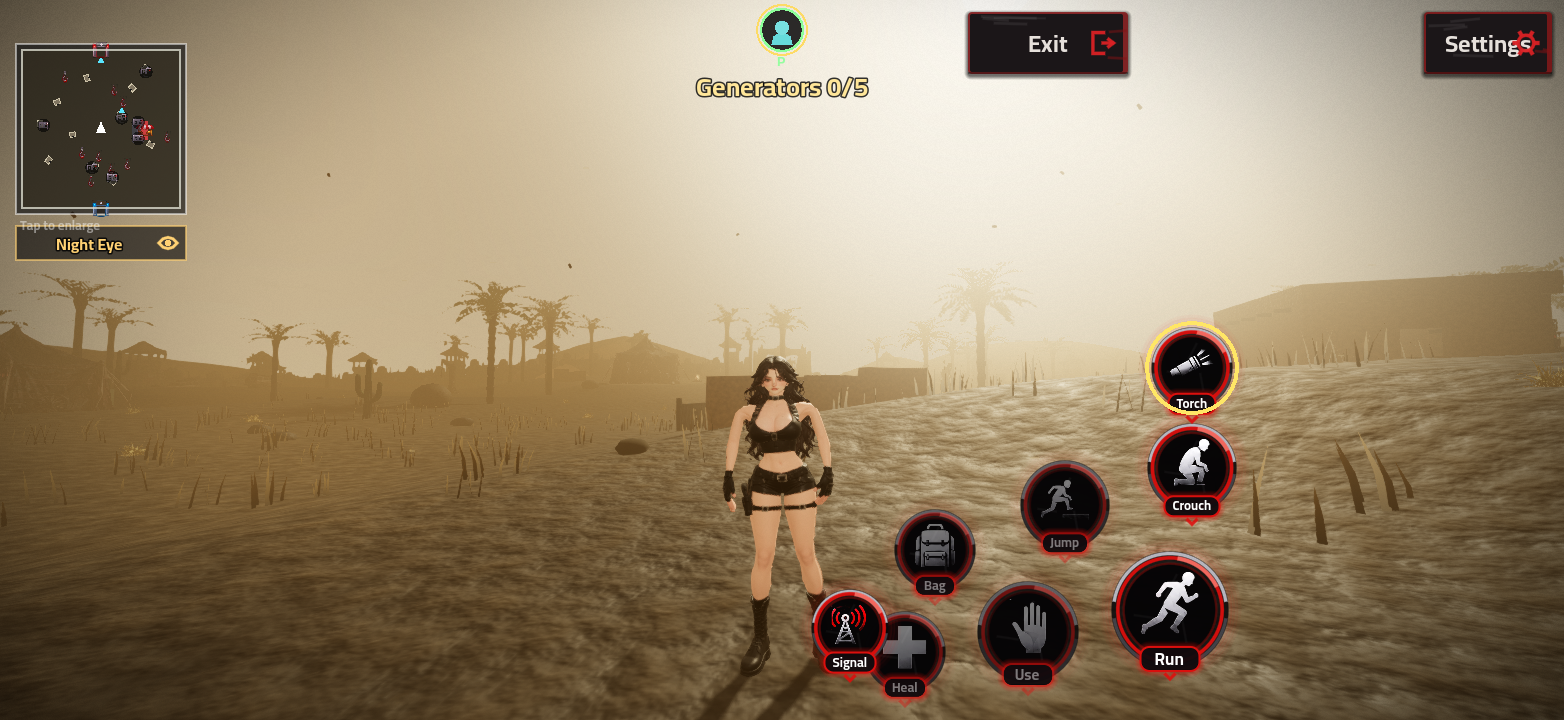 P
Generators 0/5
Exit
Settings
Tap to enlarge
Night Eye
Torch
Crouch
Jump
Bag
Signal
Heal
Use
Run